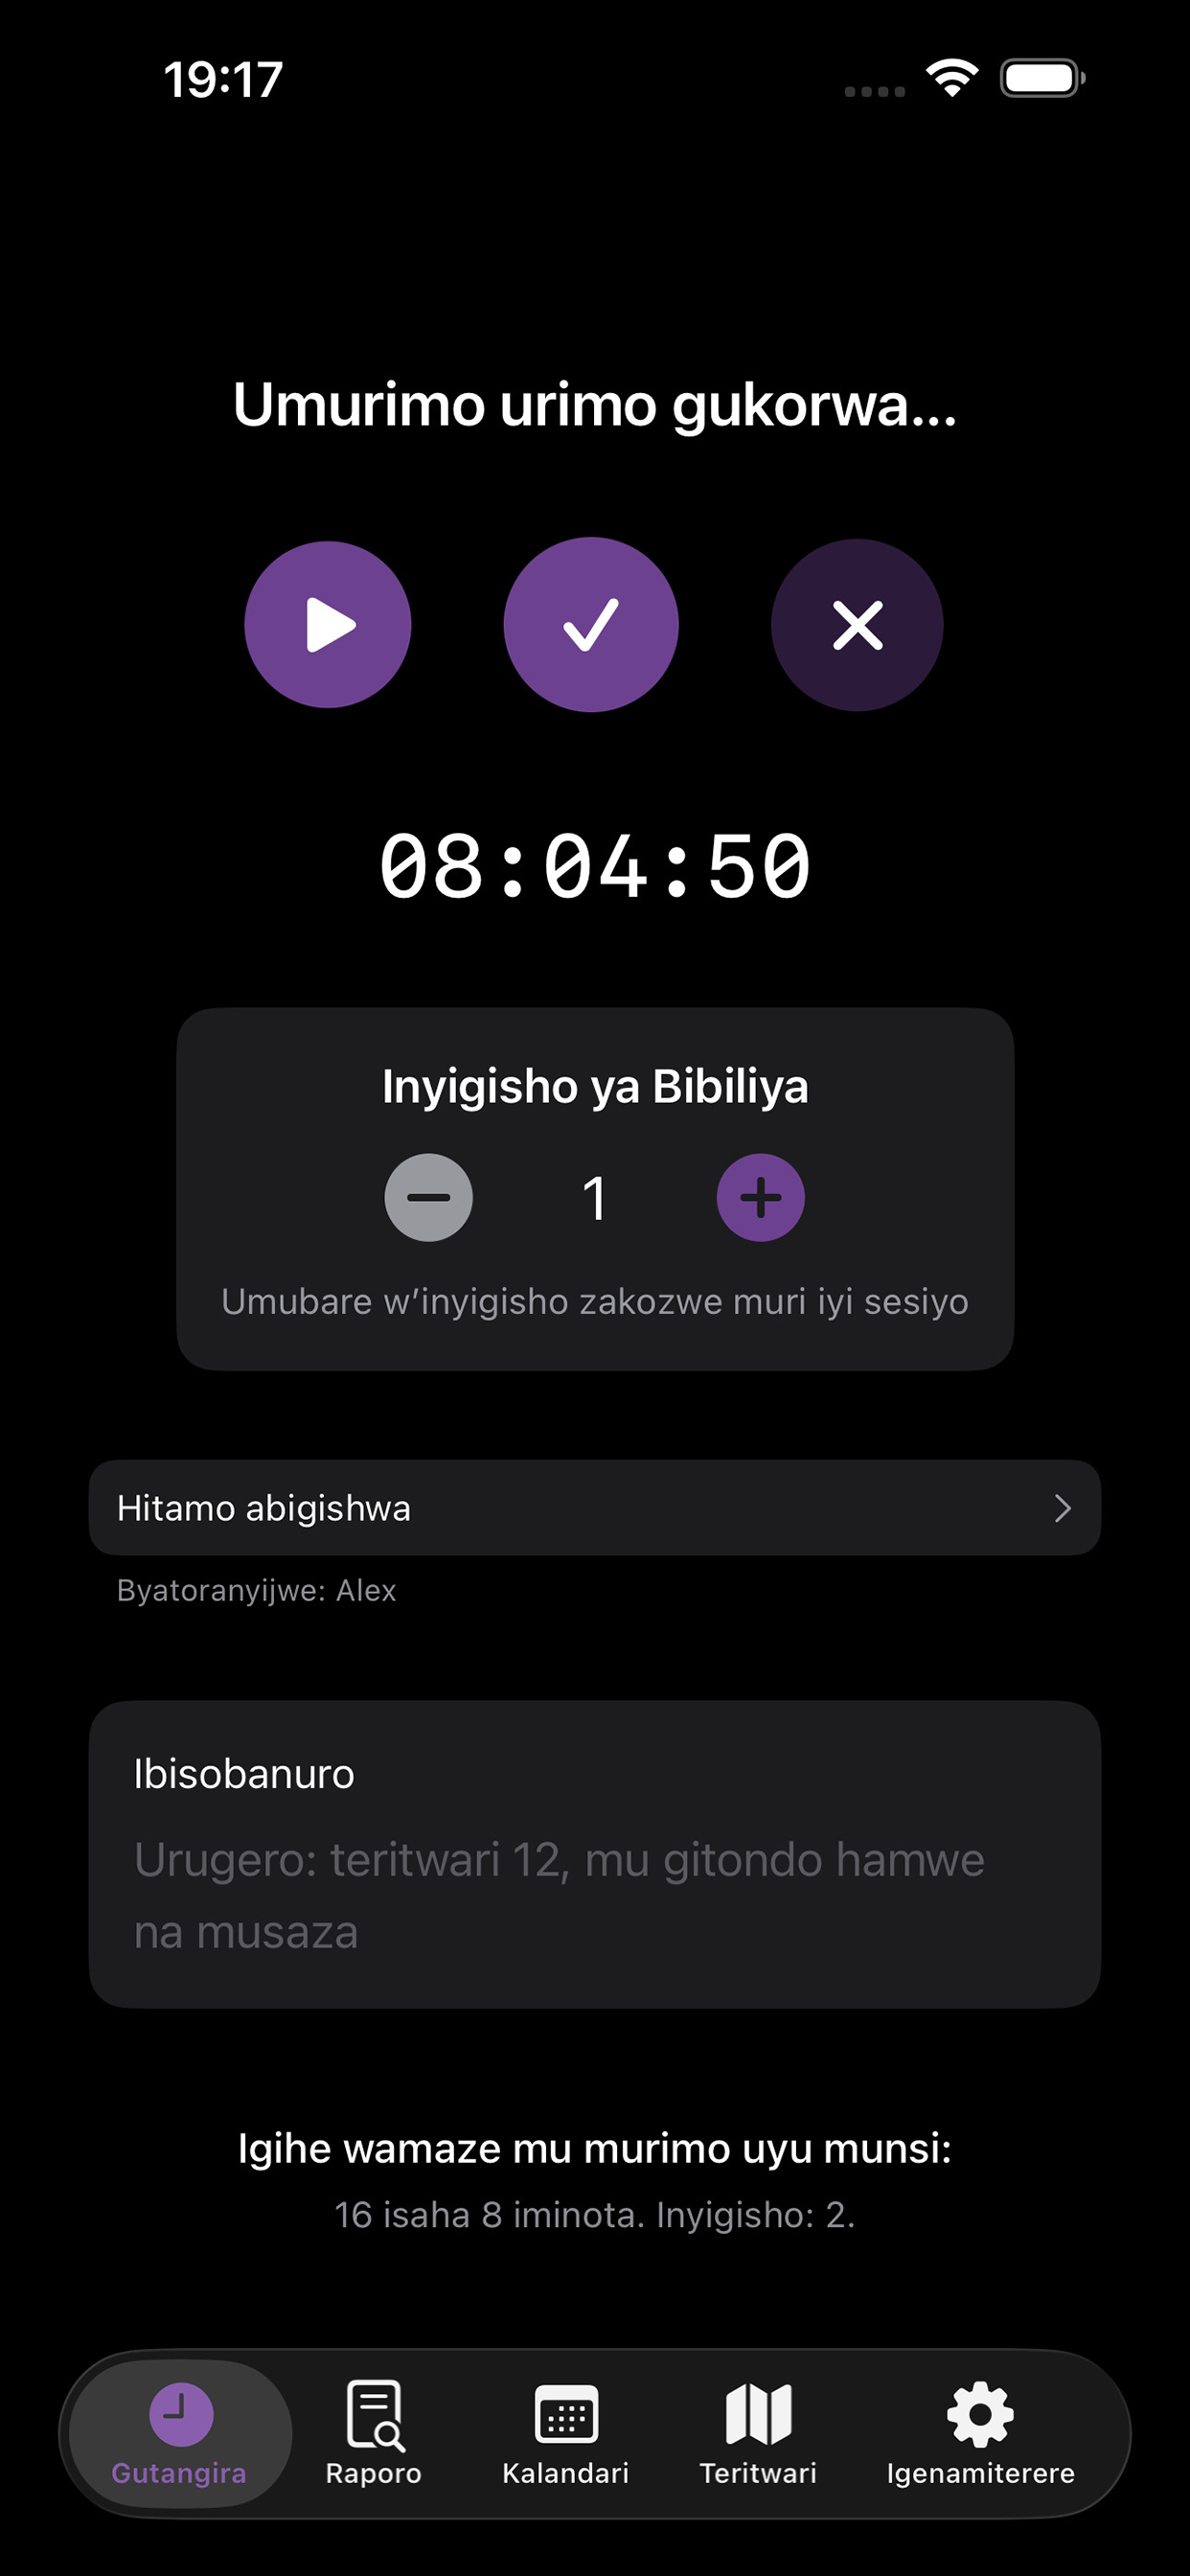 19:17
Umurimo urimo gukorwa...
08:04:50
Inyigisho ya Bibiliya
1
Umubare w’inyigisho zakozwe muri iyi sesiyo
Hitamo abigishwa
Byatoranyijwe: Alex
Ibisobanuro
Urugero: teritwari 12, mu gitondo hamwe
na musaza
Igihe wamaze mu murimo uyu munsi:
16 isaha 8 iminota. Inyigisho: 2.
Gutangira
Raporo
Kalandari
Teritwari
Igenamiterere